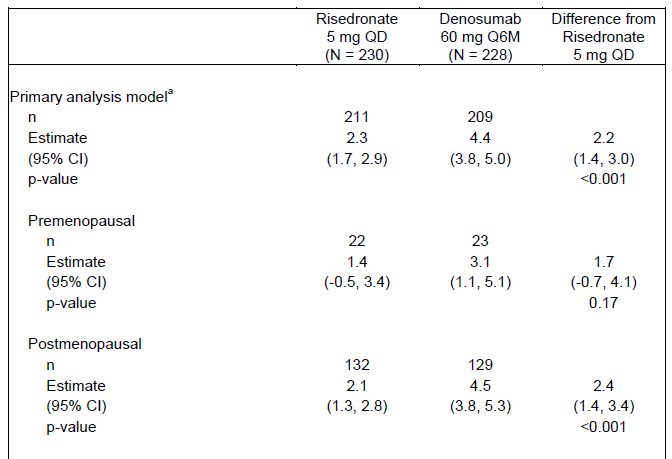 Risedronate Denosumab Difference from
5 mg QD 60 mg Q6M Risedronate
(N = 230) (N = 228) 5 mg QD
Primary analysis modelᵃ
n 211 209
Estimate 2.3 4.4 2.2
(95% CI) (1.7, 2.9) (3.8, 5.0) (1.4, 3.0)
p-value <0.001
Premenopausal
n 22 23
Estimate 1.4 3.1 1.7
(95% CI) (-0.5, 3.4) (1.1, 5.1) (-0.7, 4.1)
p-value 0.17
Postmenopausal
n 132 129
Estimate 2.1 4.5 2.4
(95% CI) (1.3, 2.8) (3.8, 5.3) (1.4, 3.4)
p-value <0.001